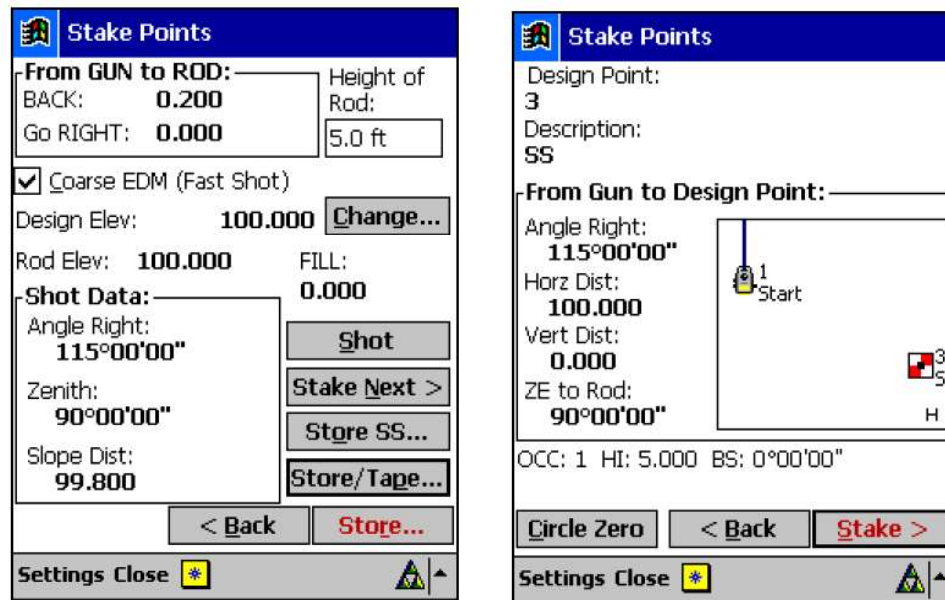 Stake Points
From GUN to ROD:
BACK: 0.200
Go RIGHT: 0.000
Height of
Rod:
5.0 ft
Coarse EDM (Fast Shot)
Design Elev: 100.000 Change...
Rod Elev: 100.000 FILL:
0.000
Shot Data:
Angle Right:
115°00'00"
Zenith:
90°00'00"
Slope Dist:
99.800
Shot
Stake Next >
Store SS...
Store/Tape...
< Back Store...
Settings Close
Stake Points
Design Point:
3
Description:
SS
From Gun to Design Point:
Angle Right:
115°00'00"
Horz Dist:
100.000
Vert Dist:
0.000
ZE to Rod:
90°00'00"
1
Start
3
S
H
OCC: 1 HI: 5.000 BS: 0°00'00"
Circle Zero < Back Stake >
Settings Close